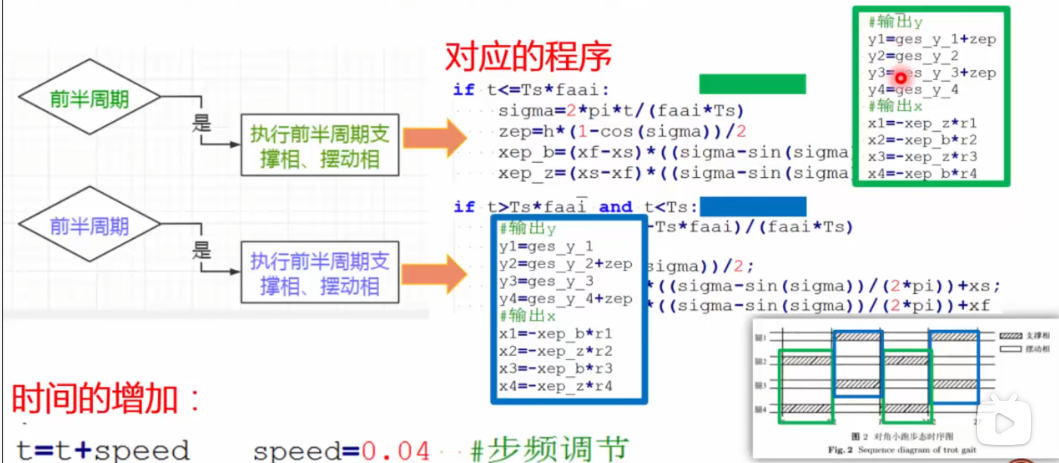 对应的程序
前半周期
是
执行前半周期支
撑相、摆动相
前半周期
是
执行前半周期支
撑相、摆动相
if t<=Ts*faai:
sigma=2*pi*t/(faai*Ts)
zep=h*(1-cos(sigma))/2
xep_b=(xf-xs)*((sigma-sin(sigma
xep_z=(xs-xf)*((sigma-sin(sigma
#输出y
y1=ges_y_1+zep
y2=ges_y_2
y3=ges_y_3+zep
y4=ges_y_4
#输出x
x1=-xep_z*r1
x2=-xep_b*r2
x3=-xep_z*r3
x4=-xep_b*r4
if t>Ts*faai and t<Ts:
-Ts*faai)/(faai*Ts)
sigma))/2;
*((sigma-sin(sigma))/(2*pi))+xs;
*((sigma-sin(sigma))/(2*pi))+xf
#输出y
y1=ges_y_1
y2=ges_y_2+zep
y3=ges_y_3
y4=ges_y_4+zep
#输出x
x1=-xep_b*r1
x2=-xep_z*r2
x3=-xep_b*r3
x4=-xep_z*r4
腿1
腿2
腿3
腿4
支撑相
摆动相
图 2 对角小跑步态时序图
Fig. 2 Sequence diagram of trot gait
时间的增加：
t=t+speed
speed=0.04 #步频调节